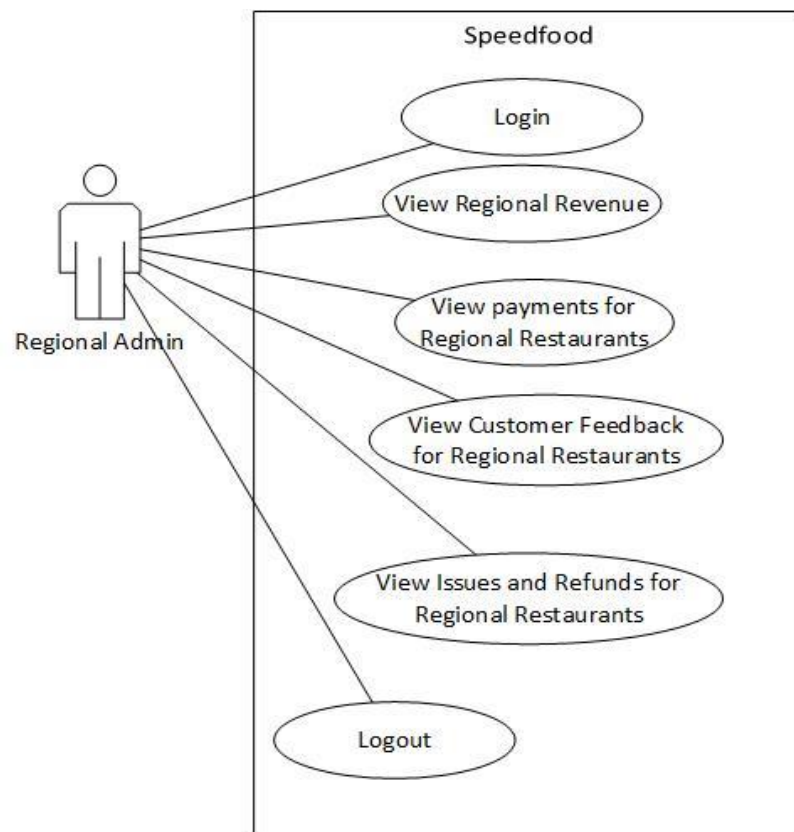 Speedfood
Login
View Regional Revenue
View payments for
Regional Restaurants
Regional Admin
View Customer Feedback
for Regional Restaurants
View Issues and Refunds for
Regional Restaurants
Logout